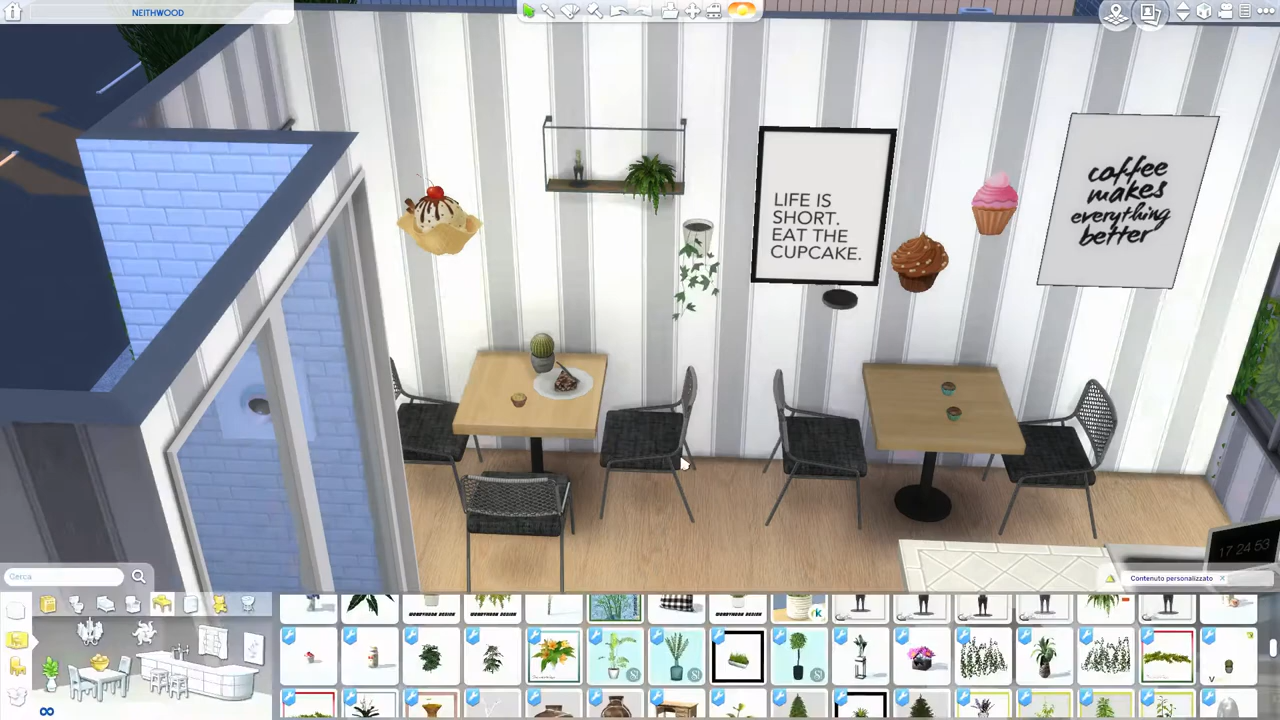 NEITHWOOD
LIFE IS
SHORT.
EAT THE
CUPCAKE.
coffee
makes
everything
better
17 24 53
Contenuto personalizzato
Cerca